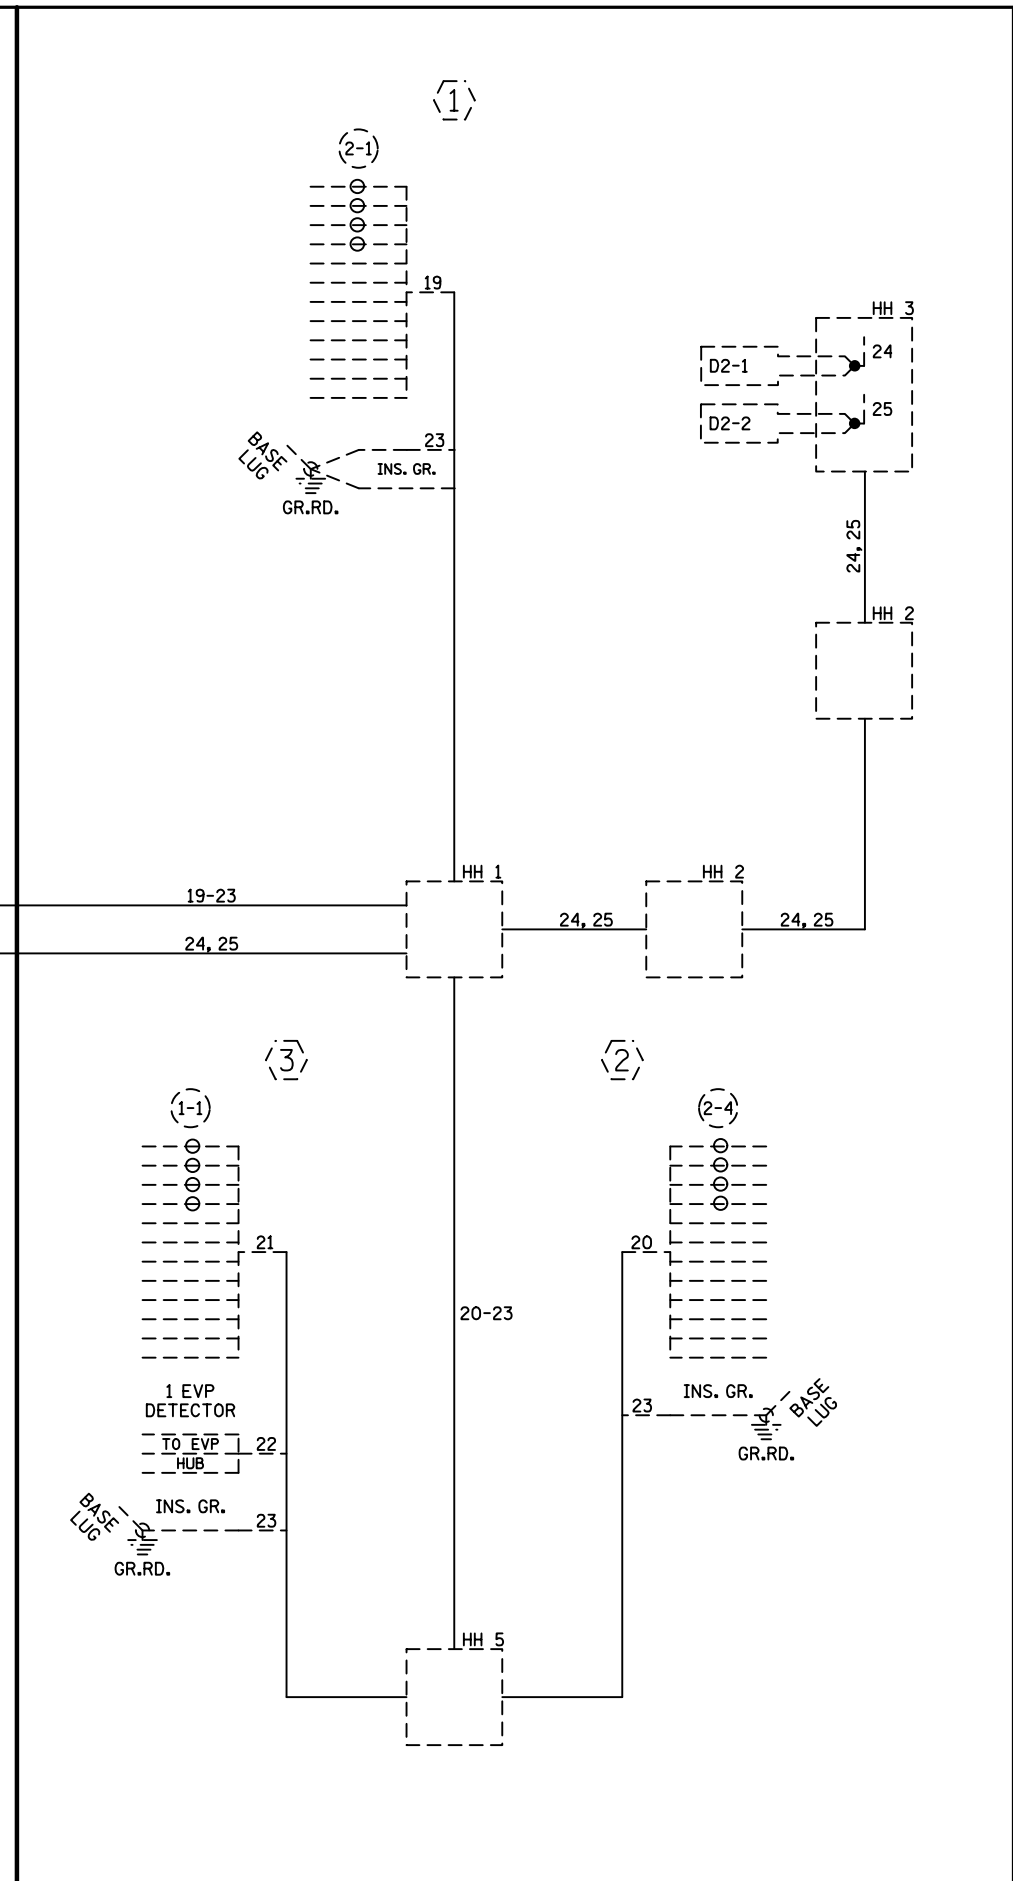 1
2-1
19
HH 3
D2-1
24
D2-2
25
BASE
LUG
23
INS. GR.
GR.RD.
24, 25
HH 2
HH 1
HH 2
19-23
24, 25
24, 25
24, 25
3
2
1-1
2-4
21
20
20-23
1 EVP
DETECTOR
TO EVP
HUB
22
INS. GR.
23
BASE
LUG
GR.RD.
INS. GR.
23
BASE
LUG
GR.RD.
HH 5